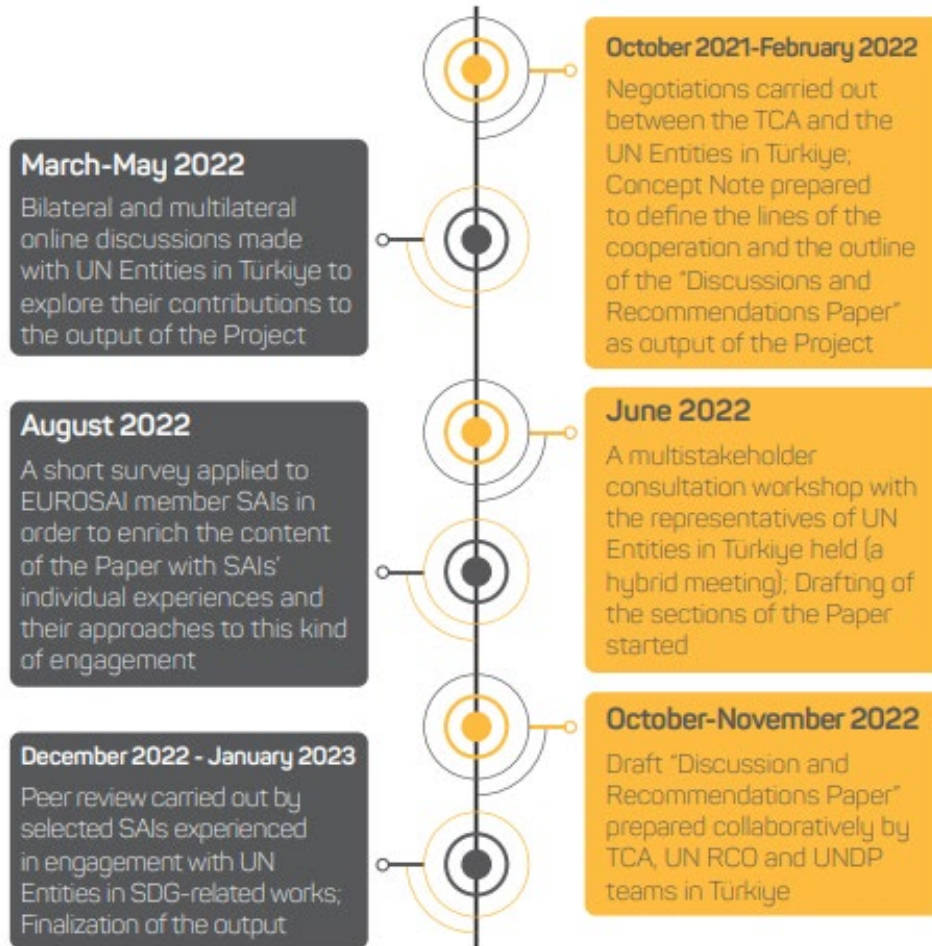 October 2021-February 2022
Negotiations carried out
between the TCA and the
UN Entities in Türkiye;
Concept Note prepared
to define the lines of the
cooperation and the outline
of the "Discussions and
Recommendations Paper"
as output of the Project
March-May 2022
Bilateral and multilateral
online discussions made
with UN Entities in Türkiye to
explore their contributions to
the output of the Project
June 2022
A multistakeholder
consultation workshop with
the representatives of UN
Entities in Türkiye held (a
hybrid meeting); Drafting of
the sections of the Paper
started
August 2022
A short survey applied to
EUROSAI member SAIs in
order to enrich the content
of the Paper with SAIs'
individual experiences and
their approaches to this kind
of engagement
October-November 2022
Draft "Discussion and
Recommendations Paper"
prepared collaboratively by
TCA, UN RCO and UNDP
teams in Türkiye
December 2022 - January 2023
Peer review carried out by
selected SAIs experienced
in engagement with UN
Entities in SDG-related works;
Finalization of the output